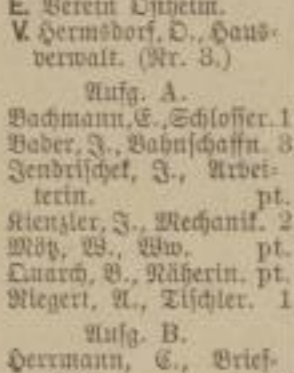 E. Verein Ostheim.
V. Hermsdorf, O., Haus-
verwalt. (Nr. 3.)
Aufg. A.
Bachmann, E., Schlosser. 1
Bader, J., Bahnschaffn. 3
Jendrischek, J., Arbei-
terin. pt.
Kienzler, J., Mechanik. 2
Mötz, W., Ww. pt.
Quarch, B., Näherin. pt.
Riegert, A., Tischler. 1
Aufg. B.
Herrmann, C., Brief-